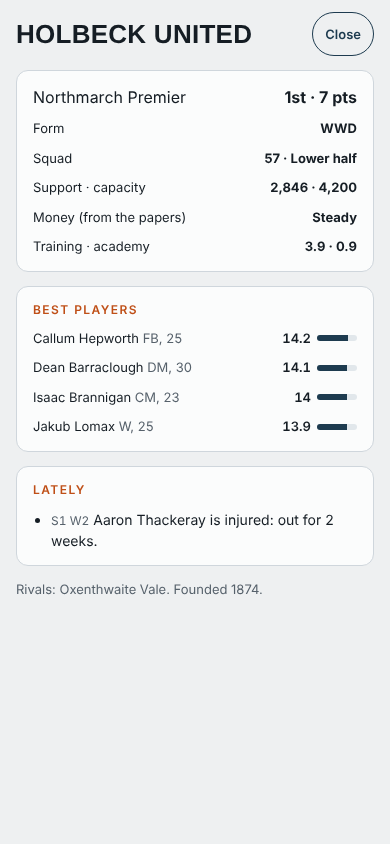 HOLBECK UNITED
Close
Northmarch Premier 1st · 7 pts
Form WWD
Squad 57 · Lower half
Support · capacity 2,846 · 4,200
Money (from the papers) Steady
Training · academy 3.9 · 0.9
BEST PLAYERS
Callum Hepworth FB, 25 14.2
Dean Barraclough DM, 30 14.1
Isaac Brannigan CM, 23 14
Jakub Lomax W, 25 13.9
LATELY
• S1 W2 Aaron Thackeray is injured: out for 2
weeks.
Rivals: Oxenthwaite Vale. Founded 1874.